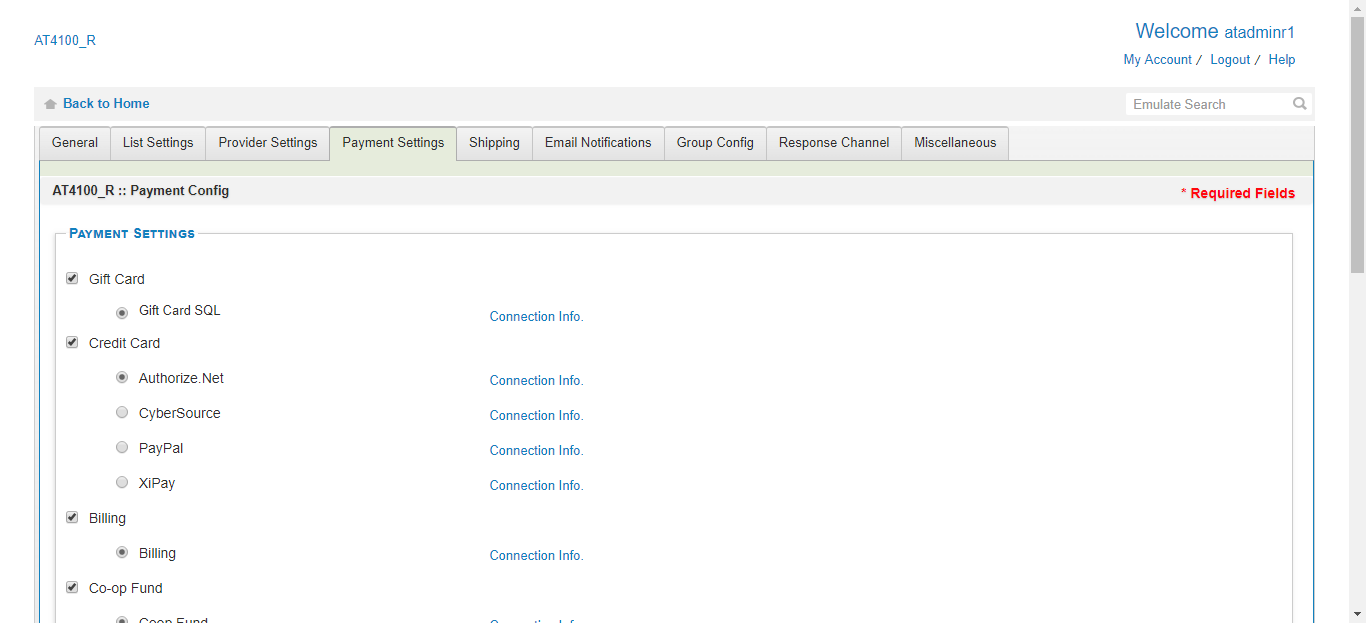 AT4100_R
Welcome atadminr1
My Account / Logout / Help
Back to Home
Emulate Search
General List Settings Provider Settings Payment Settings Shipping Email Notifications Group Config Response Channel Miscellaneous
AT4100_R :: Payment Config
* Required Fields
Payment Settings
Gift Card
Gift Card SQL Connection Info.
Credit Card
Authorize.Net Connection Info.
CyberSource Connection Info.
PayPal Connection Info.
XiPay Connection Info.
Billing
Billing Connection Info.
Co-op Fund
Coop Fund Connection Info.